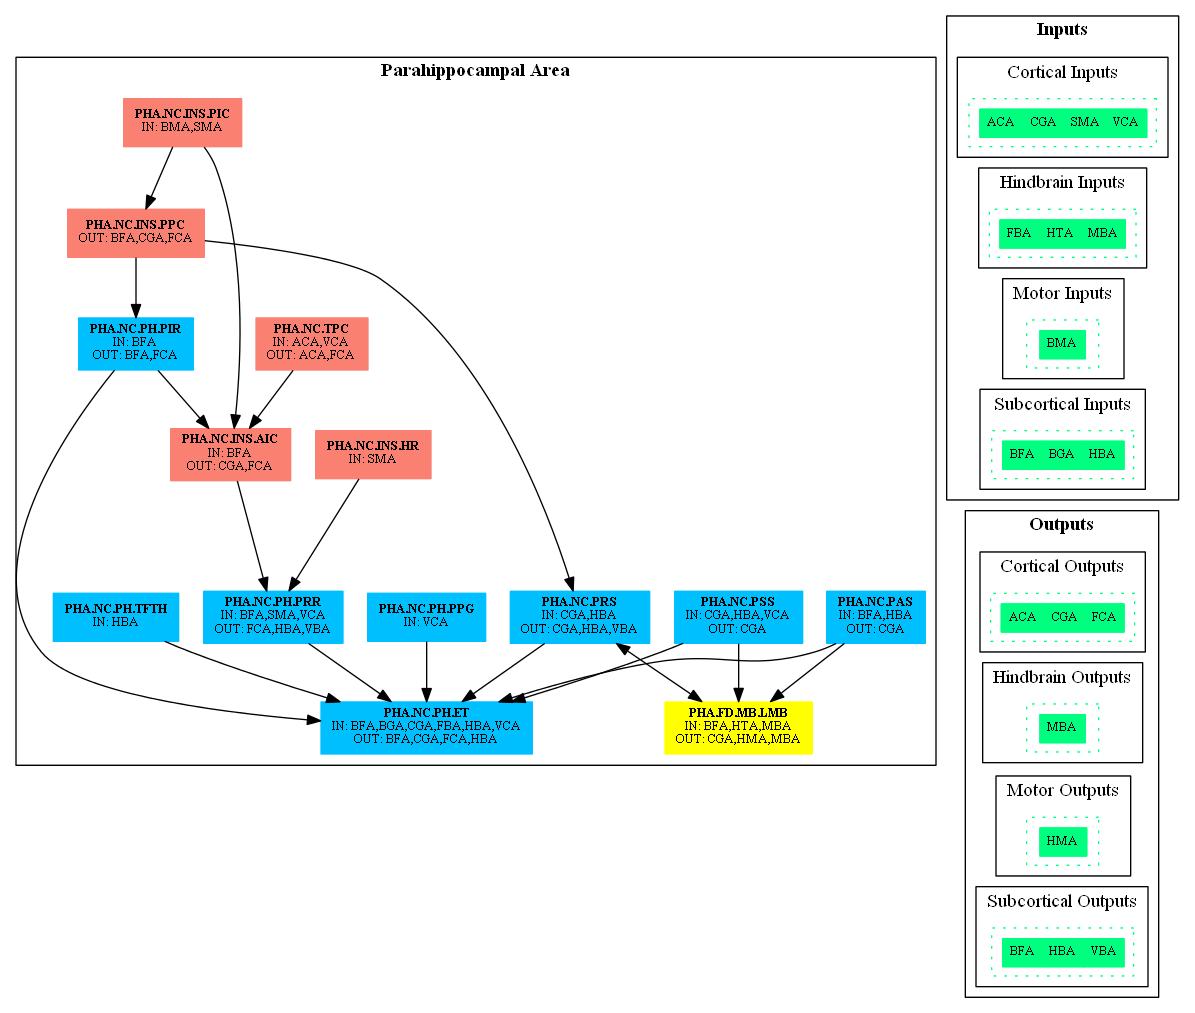 Parahippocampal Area
PHA.NC.INS.PIC
IN: BMA,SMA
PHA.NC.INS.PPC
OUT: BFA,CGA,FCA
PHA.NC.PH.PIR
IN: BFA
OUT: BFA,FCA
PHA.NC.TPC
IN: ACA,VCA
OUT: ACA,FCA
PHA.NC.INS.AIC
IN: BFA
OUT: CGA,FCA
PHA.NC.INS.HR
IN: SMA
PHA.NC.PH.TFTH
IN: HBA
PHA.NC.PH.PRR
IN: BFA,SMA,VCA
OUT: FCA,HBA,VBA
PHA.NC.PH.PPG
IN: VCA
PHA.NC.PRS
IN: CGA,HBA
OUT: CGA,HBA,VBA
PHA.NC.PSS
IN: CGA,HBA,VCA
OUT: CGA
PHA.NC.PAS
IN: BFA,HBA
OUT: CGA
PHA.NC.PH.ET
IN: BFA,BGA,CGA,FBA,HBA,VCA
OUT: BFA,CGA,FCA,HBA
PHA.FD.MB.LMB
IN: BFA,HTA,MBA
OUT: CGA,HMA,MBA
Inputs
Cortical Inputs
ACA CGA SMA VCA
Hindbrain Inputs
FBA HTA MBA
Motor Inputs
BMA
Subcortical Inputs
BFA BGA HBA
Outputs
Cortical Outputs
ACA CGA FCA
Hindbrain Outputs
MBA
Motor Outputs
HMA
Subcortical Outputs
BFA HBA VBA